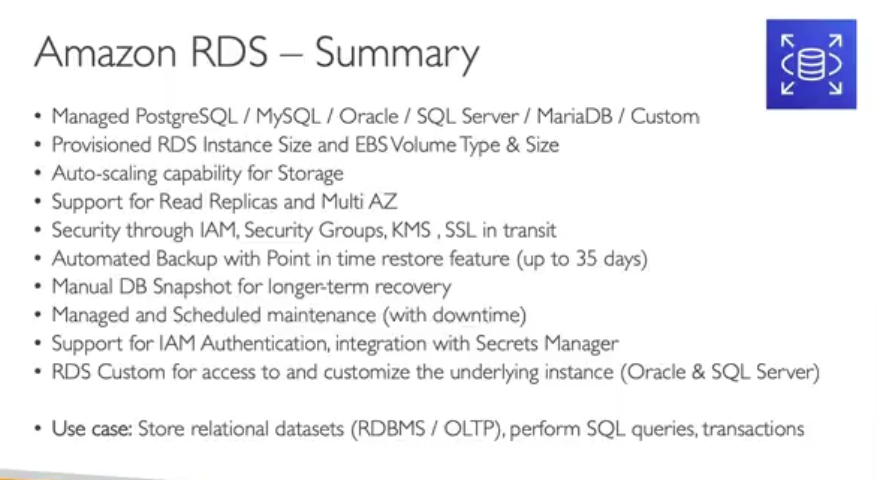 Amazon RDS – Summary
• Managed PostgreSQL / MySQL / Oracle / SQL Server / MariaDB / Custom
• Provisioned RDS Instance Size and EBS Volume Type & Size
• Auto-scaling capability for Storage
• Support for Read Replicas and Multi AZ
• Security through IAM, Security Groups, KMS , SSL in transit
• Automated Backup with Point in time restore feature (up to 35 days)
• Manual DB Snapshot for longer-term recovery
• Managed and Scheduled maintenance (with downtime)
• Support for IAM Authentication, integration with Secrets Manager
• RDS Custom for access to and customize the underlying instance (Oracle & SQL Server)
• Use case: Store relational datasets (RDBMS / OLTP), perform SQL queries, transactions